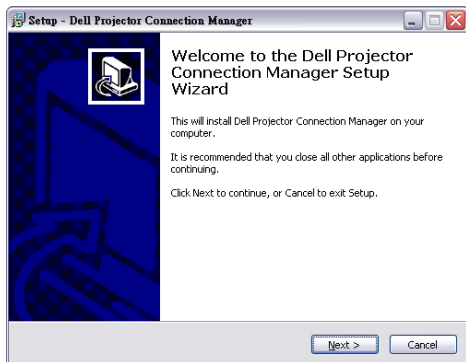 Setup - Dell Projector Connection Manager
Welcome to the Dell Projector
Connection Manager Setup
Wizard
This will install Dell Projector Connection Manager on your
computer.
It is recommended that you close all other applications before
continuing.
Click Next to continue, or Cancel to exit Setup.
Next >
Cancel